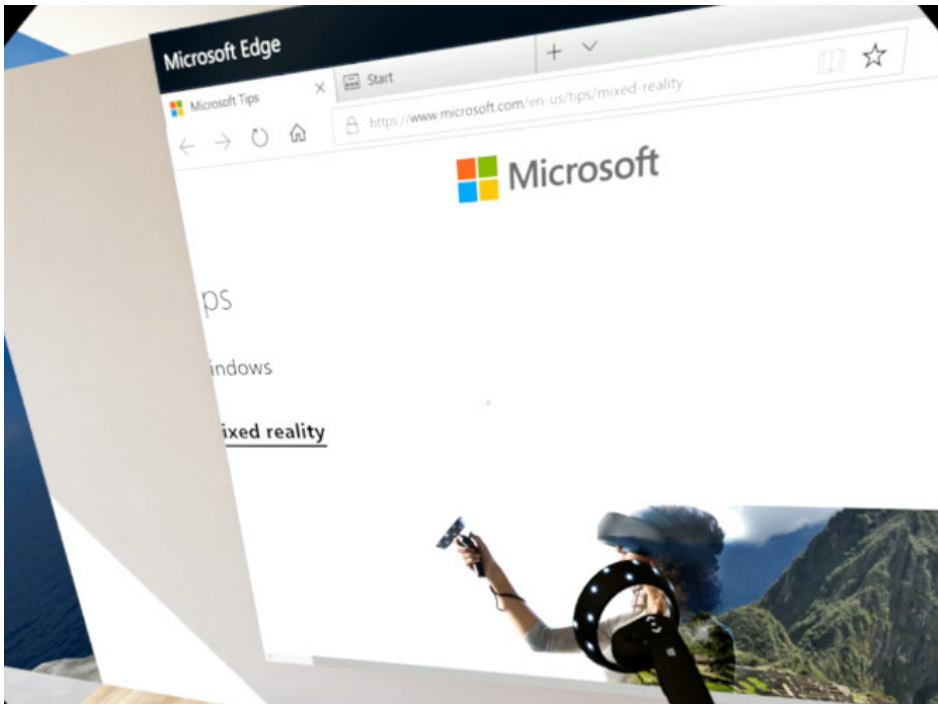 Microsoft Edge
Microsoft Tips
Start
https://www.microsoft.com/en-us/tips/mixed-reality
Microsoft
ps
indows
ixed reality